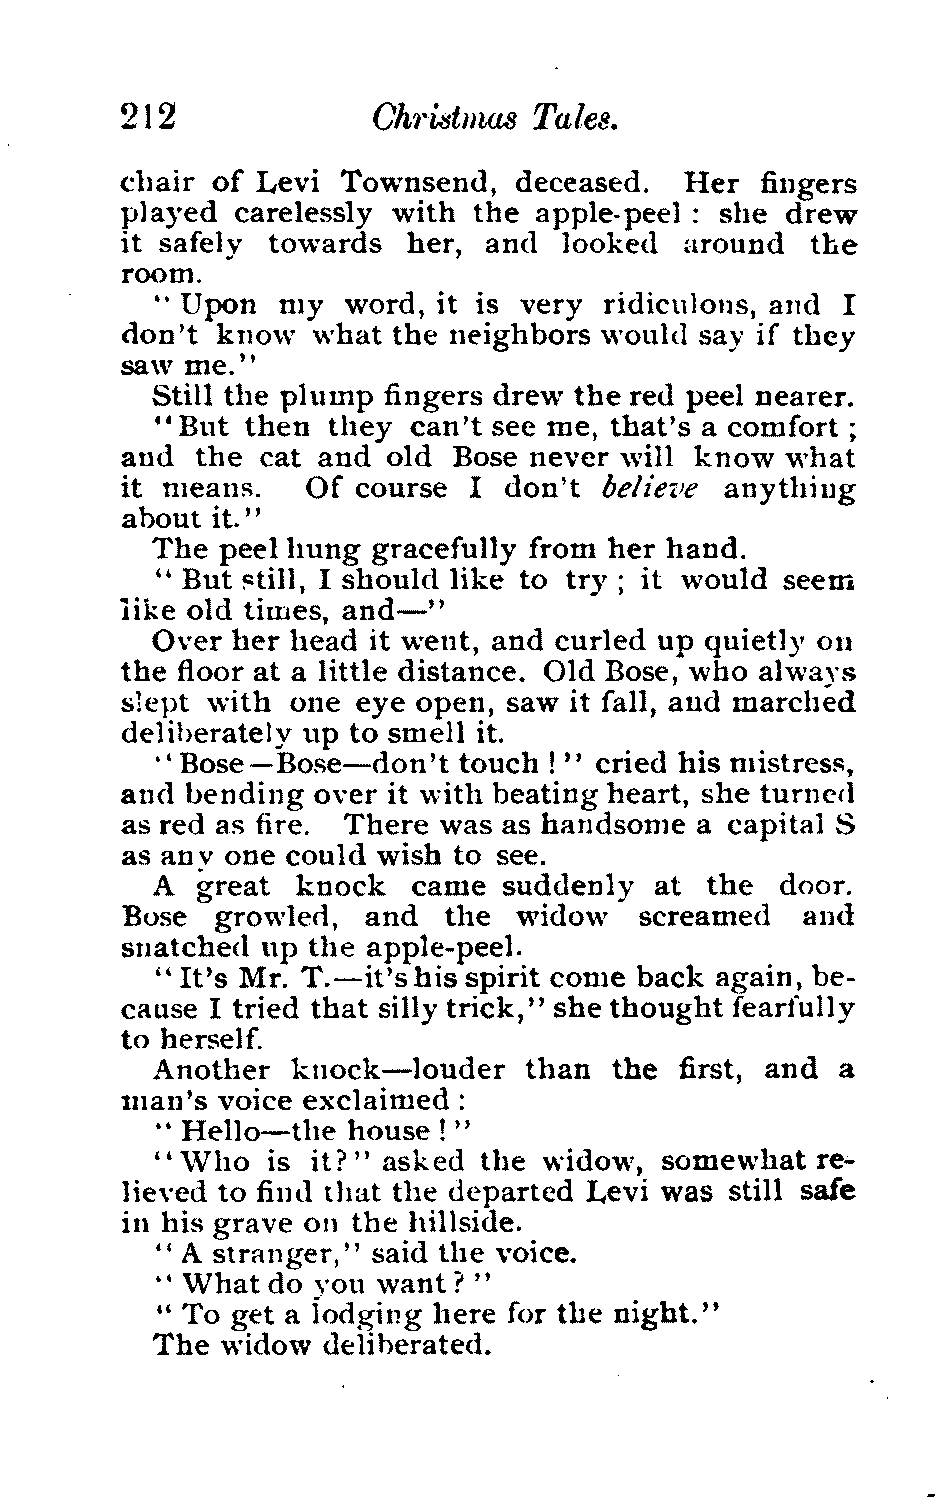 212 Christmas Tales.
chair of Levi Townsend, deceased. Her fingers
played carelessly with the apple-peel : she drew
it safely towards her, and looked around the
room.
" Upon my word, it is very ridiculous, and I
don't know what the neighbors would say if they
saw me."
Still the plump fingers drew the red peel nearer.
"But then they can't see me, that's a comfort ;
and the cat and old Bose never will know what
it means. Of course I don't believe anything
about it."
The peel hung gracefully from her hand.
" But still, I should like to try ; it would seem
like old times, and—"
Over her head it went, and curled up quietly on
the floor at a little distance. Old Bose, who always
slept with one eye open, saw it fall, and marched
deliberately up to smell it.
"Bose—Bose—don't touch !" cried his mistress,
and bending over it with beating heart, she turned
as red as fire. There was as handsome a capital S
as any one could wish to see.
A great knock came suddenly at the door.
Bose growled, and the widow screamed and
snatched up the apple-peel.
"It's Mr. T.—it's his spirit come back again, be-
cause I tried that silly trick," she thought fearfully
to herself.
Another knock—louder than the first, and a
man's voice exclaimed :
" Hello—the house !"
"Who is it?" asked the widow, somewhat re-
lieved to find that the departed Levi was still safe
in his grave on the hillside.
" A stranger," said the voice.
" What do you want ? "
" To get a lodging here for the night."
The widow deliberated.